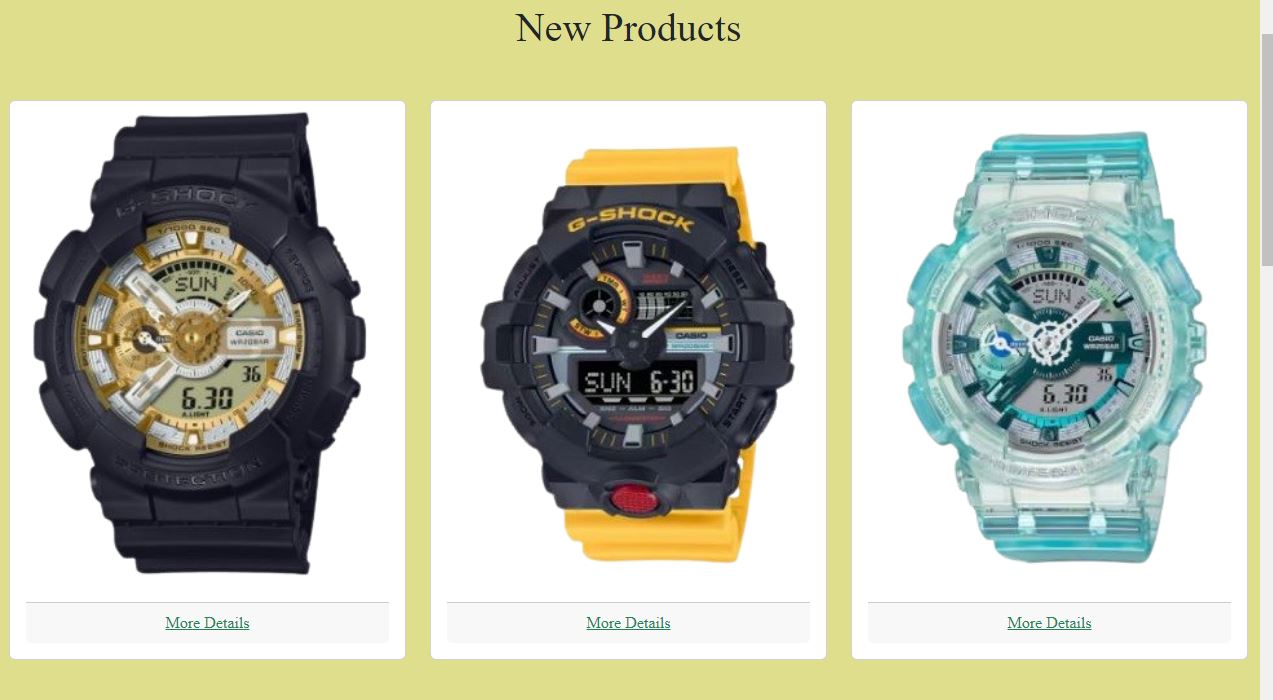 New Products
G-SHOCK
1/1000 SEC
SUN
CASIO
WR20BAR
36
6.30
A.LIGHT
SHOCK RESIST
PROTECTION
G-SHOCK
ADJUST
RESET
CASIO
WR20BAR
SUN 6-30
MODE
START
G-SHOCK
1/1000 SEC
SUN
CASIO
WR20BAR
36
6.30
A.LIGHT
SHOCK RESIST
More Details
More Details
More Details